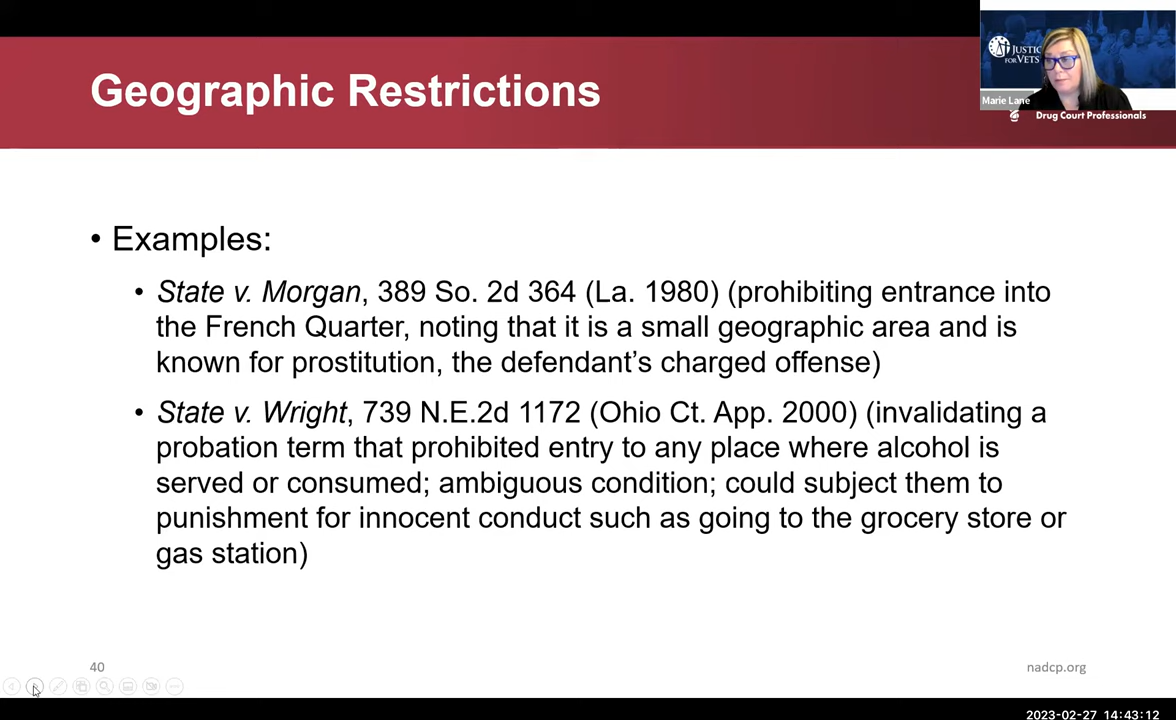 Geographic Restrictions
JUSTIC
FOR VETS
Marie Lane
Drug Court Professionals
• Examples:
• State v. Morgan, 389 So. 2d 364 (La. 1980) (prohibiting entrance into
the French Quarter, noting that it is a small geographic area and is
known for prostitution, the defendant’s charged offense)
• State v. Wright, 739 N.E.2d 1172 (Ohio Ct. App. 2000) (invalidating a
probation term that prohibited entry to any place where alcohol is
served or consumed; ambiguous condition; could subject them to
punishment for innocent conduct such as going to the grocery store or
gas station)
40
nadcp.org
2023-02-27 14:43:12